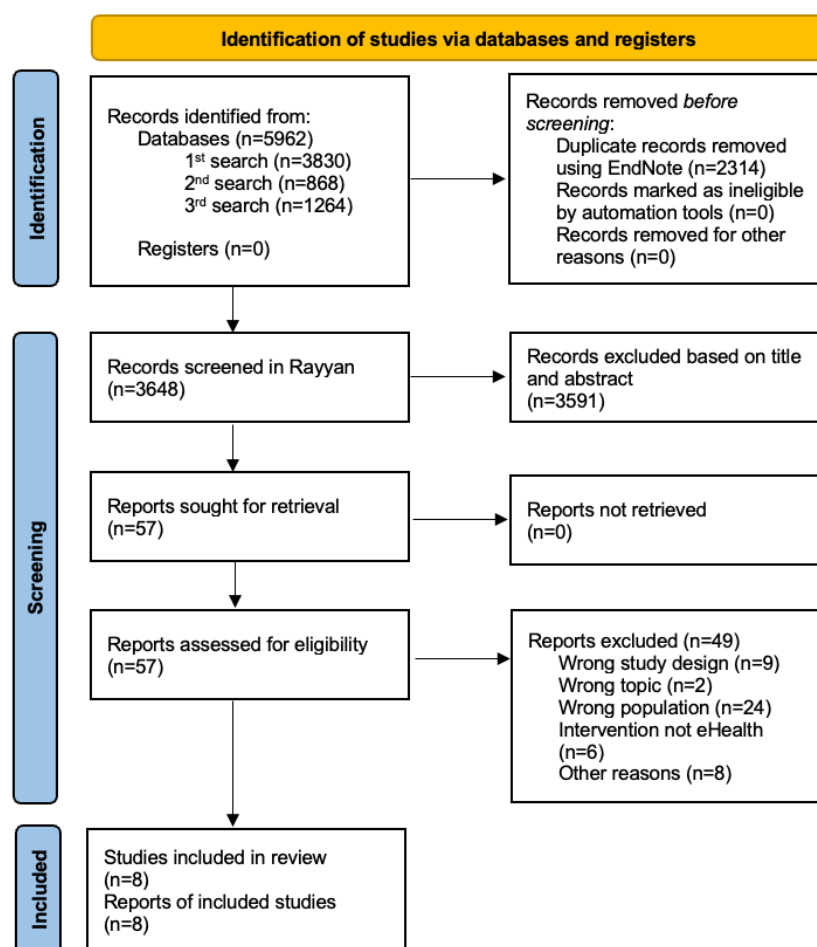 Identification of studies via databases and registers
Identification
Records identified from:
Databases (n=5962)
1st search (n=3830)
2nd search (n=868)
3rd search (n=1264)
Registers (n=0)
Records removed before
screening:
Duplicate records removed
using EndNote (n=2314)
Records marked as ineligible
by automation tools (n=0)
Records removed for other
reasons (n=0)
Screening
Records screened in Rayyan
(n=3648)
Records excluded based on title
and abstract
(n=3591)
Reports sought for retrieval
(n=57)
Reports not retrieved
(n=0)
Reports assessed for eligibility
(n=57)
Reports excluded (n=49)
Wrong study design (n=9)
Wrong topic (n=2)
Wrong population (n=24)
Intervention not eHealth
(n=6)
Other reasons (n=8)
Included
Studies included in review
(n=8)
Reports of included studies
(n=8)